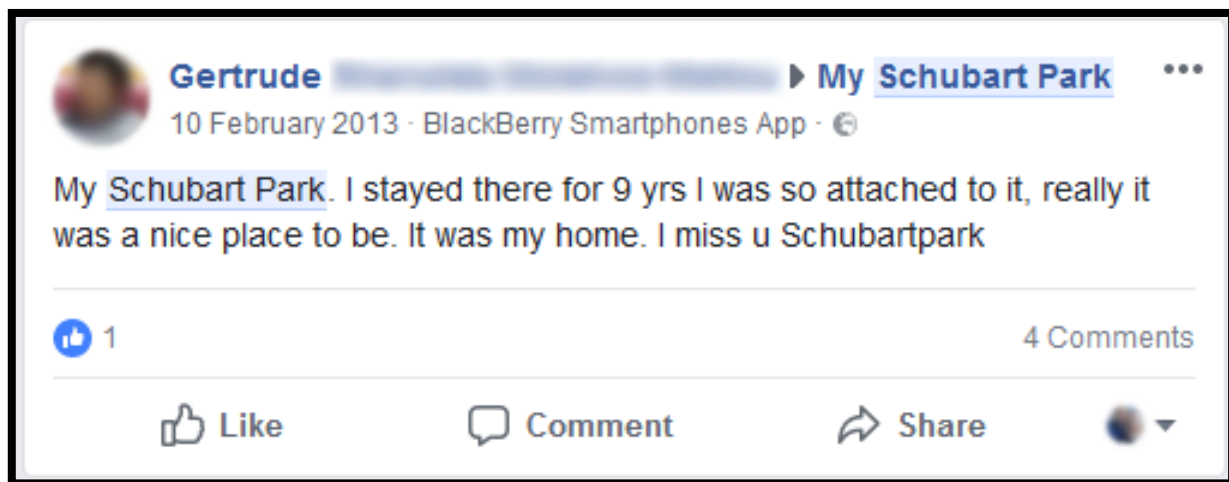 Gertrude My Schubart Park
10 February 2013 · BlackBerry Smartphones App ·
My Schubart Park. I stayed there for 9 yrs I was so attached to it, really it
was a nice place to be. It was my home. I miss u Schubartpark
1 4 Comments
Like Comment Share